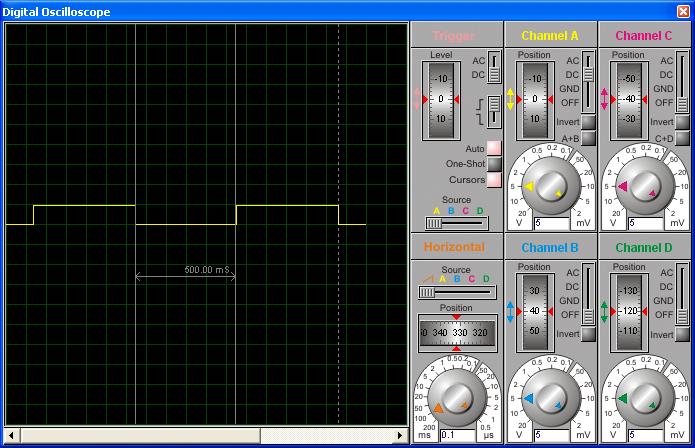 Digital Oscilloscope
500.00 mS
Trigger
Level
-10
0
10
AC
DC
Auto
One-Shot
Cursors
Source
A B C D
Channel A
Position
-10
0
10
AC
DC
GND
OFF
Invert
A+B
0.2
0.1
0.5
50
1
20
2
10
5
5
10
20
2
V
5
mV
Channel C
Position
-50
-40
-30
AC
DC
GND
OFF
Invert
C+D
0.2
0.1
0.5
50
1
20
2
10
5
5
10
20
2
V
5
mV
Horizontal
Source
A B C D
Position
340 330 320
1
0.5
0.2
0.1
2
50
5
20
10
10
20
5
50
2
100
1
200
0.5
ms
0.1
µs
Channel B
Position
30
40
50
AC
DC
GND
OFF
Invert
0.2
0.1
0.5
50
1
20
2
10
5
5
10
20
2
V
5
mV
Channel D
Position
-130
-120
-110
AC
DC
GND
OFF
Invert
0.2
0.1
0.5
50
1
20
2
10
5
5
10
20
2
V
5
mV